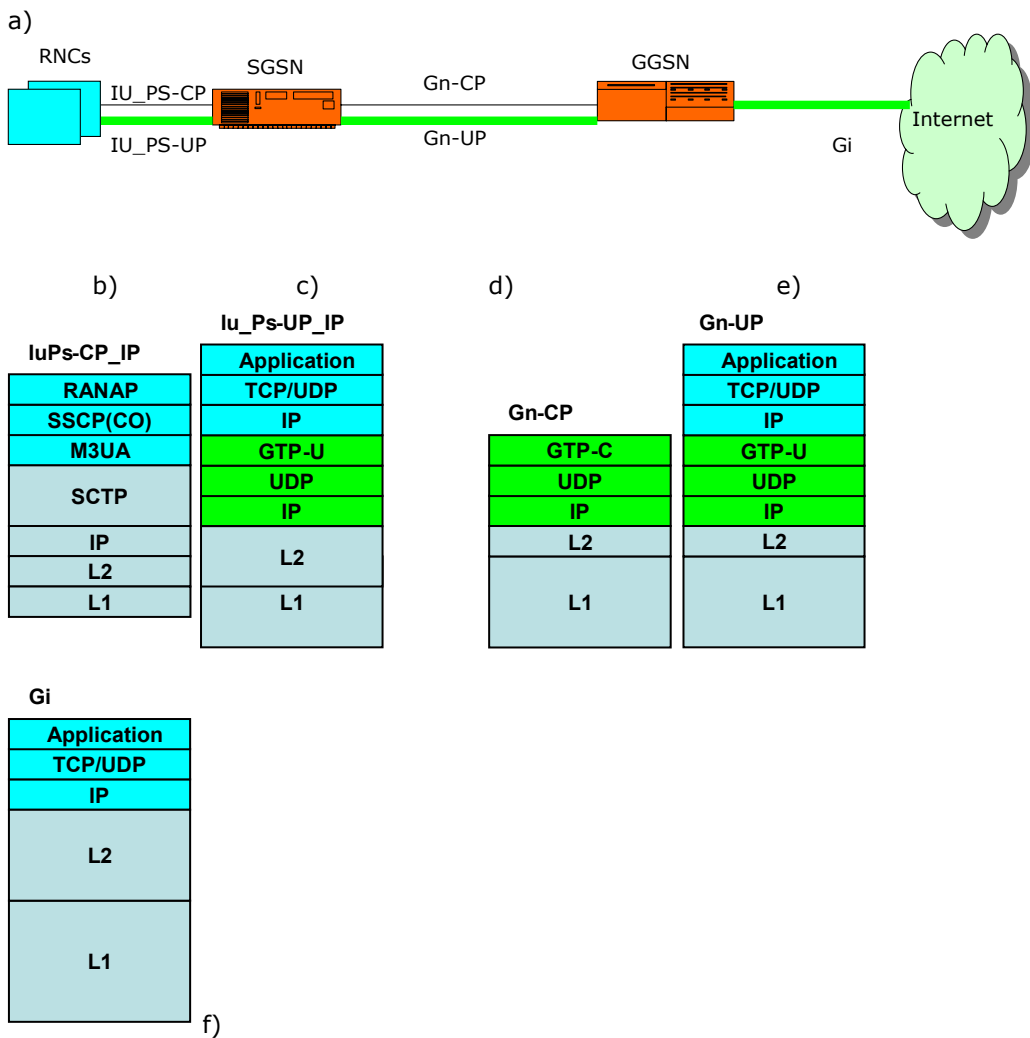 a)
RNCs
SGSN
GGSN
IU_PS-CP
Gn-CP
Internet
IU_PS-UP
Gn-UP
Gi
b)
c)
d)
e)
IuPs-CP_IP
RANAP
SSCP(CO)
M3UA
SCTP
IP
L2
L1
Iu_Ps-UP_IP
Application
TCP/UDP
IP
GTP-U
UDP
IP
L2
L1
Gn-CP
GTP-C
UDP
IP
L2
L1
Gn-UP
Application
TCP/UDP
IP
GTP-U
UDP
IP
L2
L1
Gi
Application
TCP/UDP
IP
L2
L1
f)